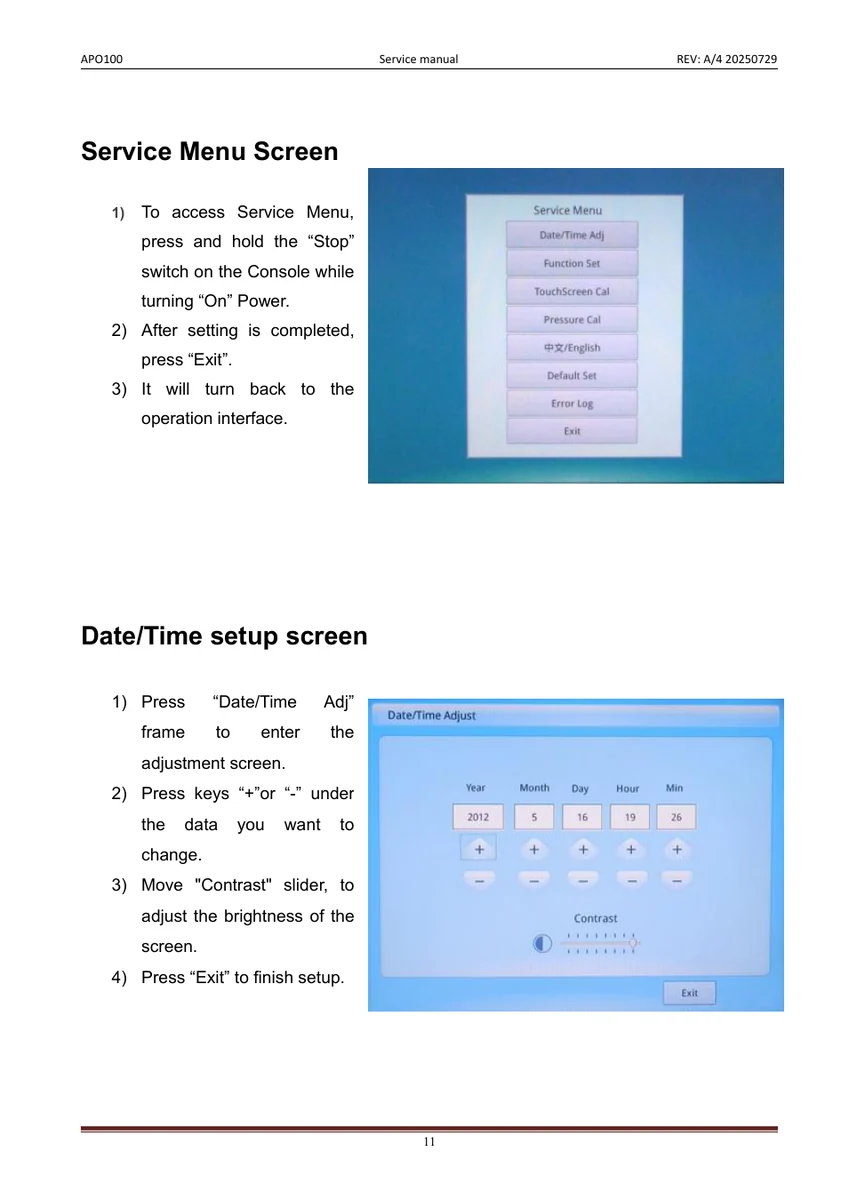 APO100 Service manual REV: A/4 20250729
Service Menu Screen
1) To access Service Menu,
press and hold the “Stop”
switch on the Console while
turning “On” Power.
2) After setting is completed,
press “Exit”.
3) It will turn back to the
operation interface.
Service Menu
Date/Time Adj
Function Set
TouchScreen Cal
Pressure Cal
中文/English
Default Set
Error Log
Exit
Date/Time setup screen
1) Press “Date/Time Adj”
frame to enter the
adjustment screen.
2) Press keys “+”or “-” under
the data you want to
change.
3) Move "Contrast" slider, to
adjust the brightness of the
screen.
4) Press “Exit” to finish setup.
Date/Time Adjust
Year Month Day Hour Min
2012 5 16 19 26
+ + + + +
− − − − −
Contrast
Exit
11